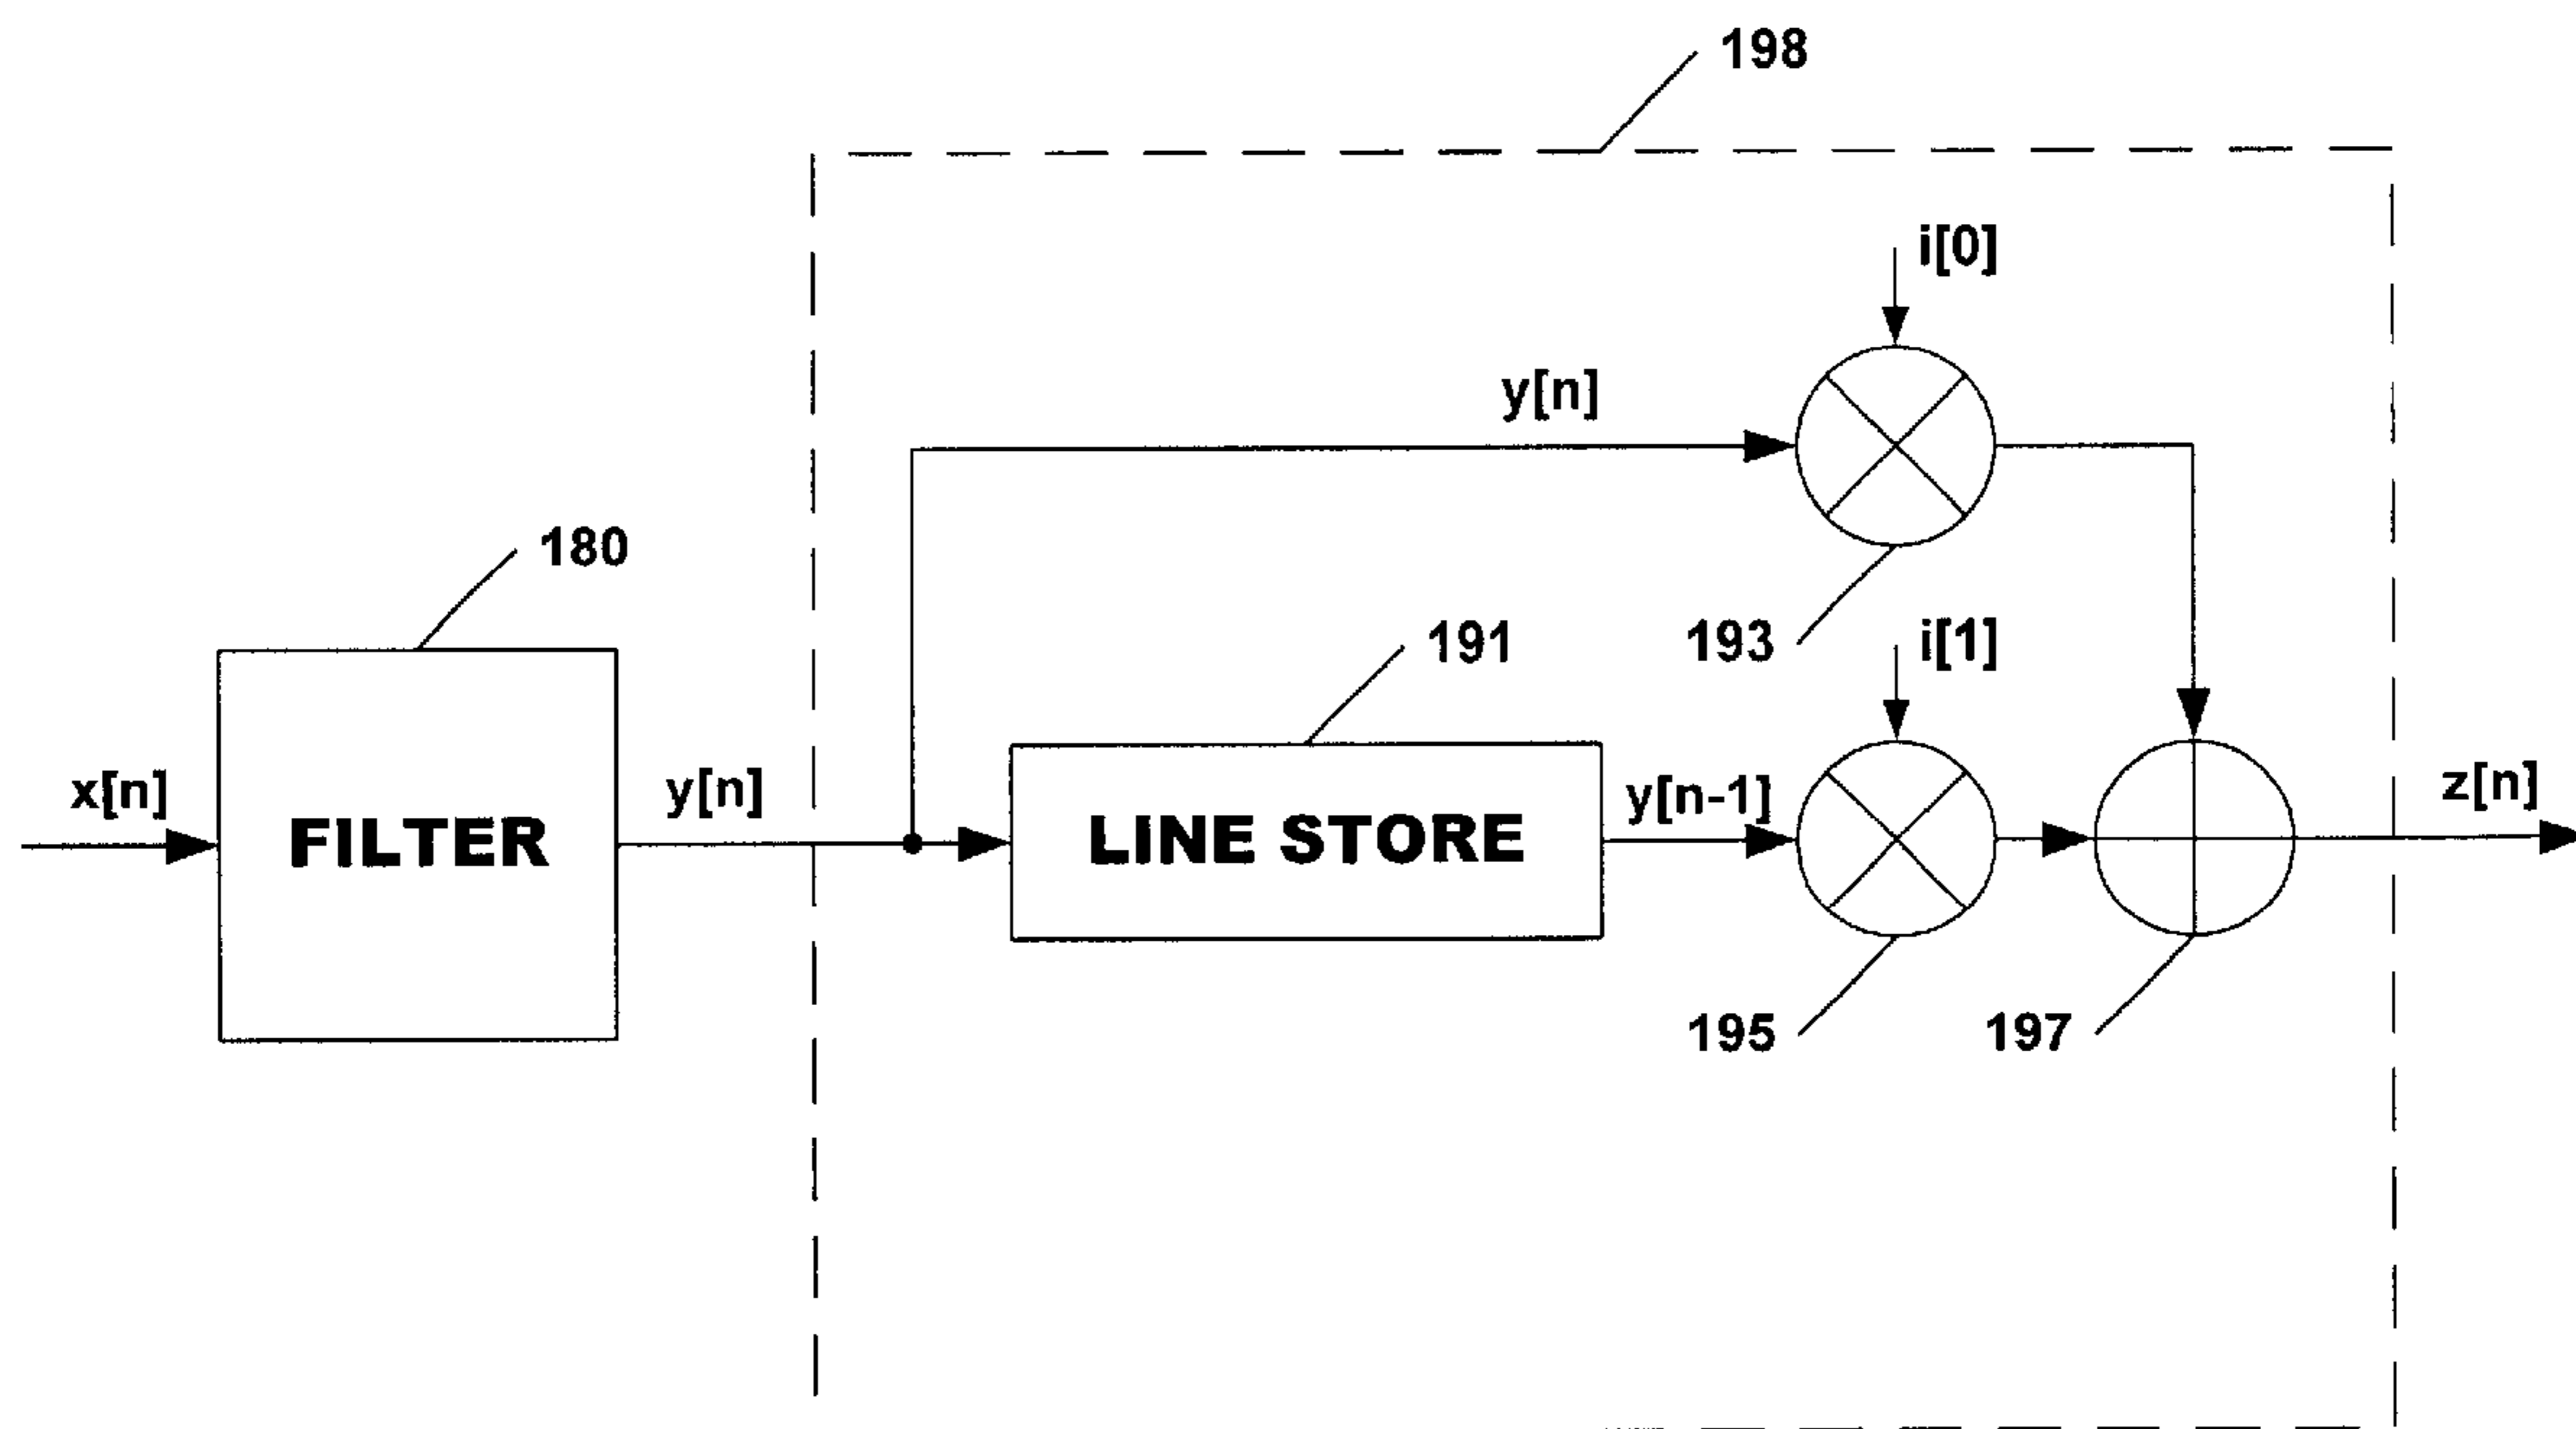 198
i[0]
y[n]
180
193
191
i[1]
x[n]
FILTER
y[n]
LINE STORE
y[n-1]
z[n]
195
197